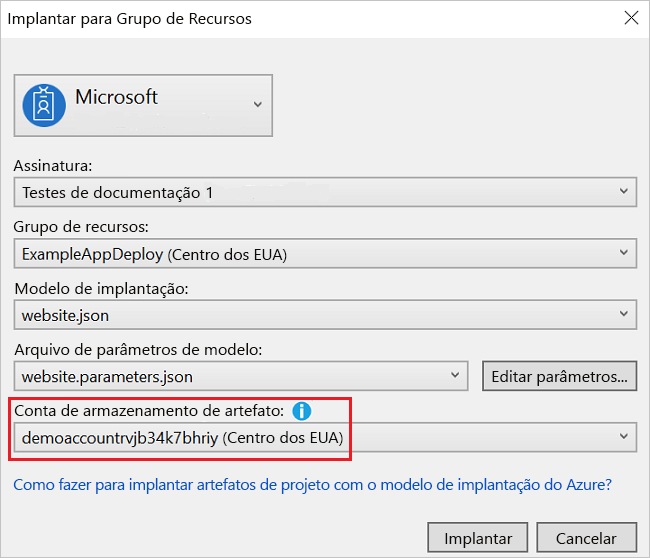 Implantar para Grupo de Recursos
Microsoft
Assinatura:
Testes de documentação 1
Grupo de recursos:
ExampleAppDeploy (Centro dos EUA)
Modelo de implantação:
website.json
Arquivo de parâmetros de modelo:
website.parameters.json
Editar parâmetros...
Conta de armazenamento de artefato:
demoaccountrvjb34k7bhriy (Centro dos EUA)
Como fazer para implantar artefatos de projeto com o modelo de implantação do Azure?
Implantar
Cancelar